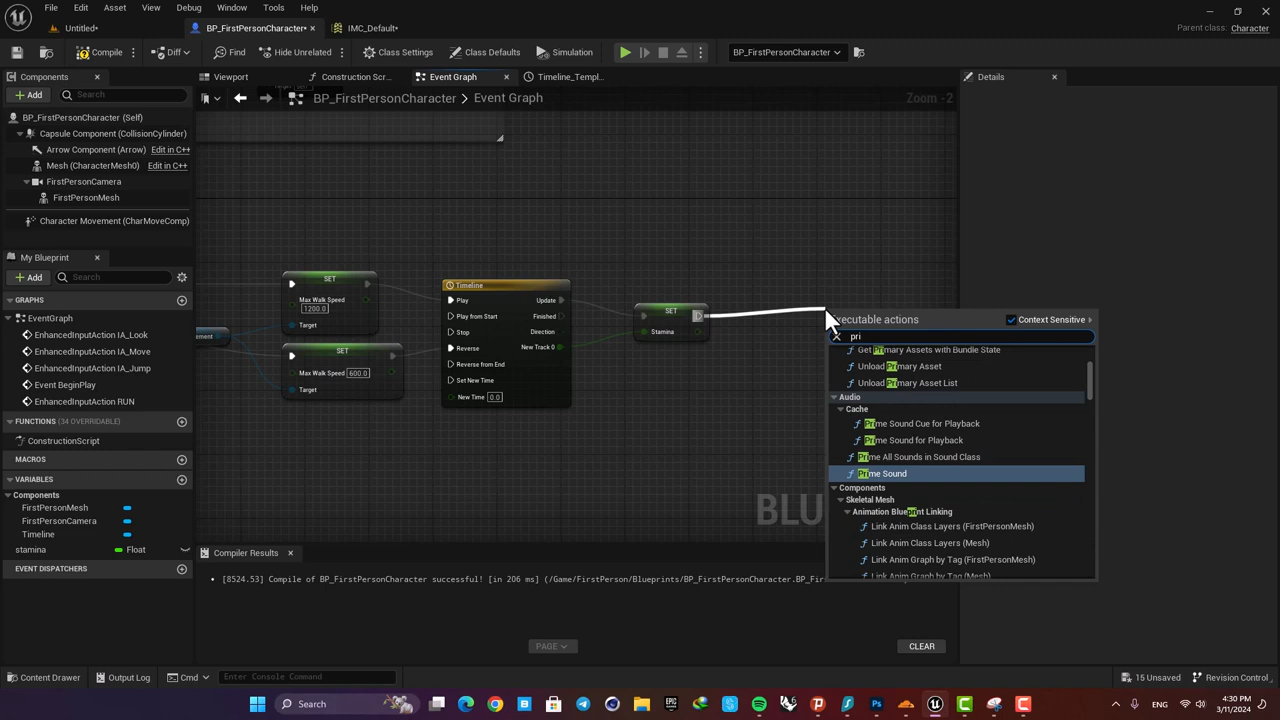 File Edit Asset View Debug Window Tools Help
Untitled* BP_FirstPersonCharacter* IMC_Default* Parent class: Character
Compile Diff Find Hide Unrelated Class Settings Class Defaults Simulation BP_FirstPersonCharacter
Components Viewport Construction Scr... Event Graph Timeline_Templ... Details
Add Search BP_FirstPersonCharacter > Event Graph Zoom -2
BP_FirstPersonCharacter (Self)
Capsule Component (CollisionCylinder)
Arrow Component (Arrow) Edit in C++
Mesh (CharacterMesh0) Edit in C++
FirstPersonCamera
FirstPersonMesh
Character Movement (CharMoveComp)
My Blueprint
Add Search
GRAPHS
EventGraph
EnhancedInputAction IA_Look
EnhancedInputAction IA_Move
EnhancedInputAction IA_Jump
Event BeginPlay
EnhancedInputAction RUN
FUNCTIONS (34 OVERRIDABLE)
ConstructionScript
MACROS
VARIABLES
Components
FirstPersonMesh
FirstPersonCamera
Timeline
stamina Float
EVENT DISPATCHERS
SET
Max Walk Speed
1200.0
Target
SET
Max Walk Speed 600.0
Target
Timeline
Play Update
Play from Start Finished
Stop Direction
Reverse New Track 0
Reverse from End
Set New Time
New Time 0.0
SET
Stamina
ecutable actions Context Sensitive
pri
Get Primary Assets with Bundle State
Unload Primary Asset
Unload Primary Asset List
Audio
Cache
Prime Sound Cue for Playback
Prime Sound for Playback
Prime All Sounds in Sound Class
Prime Sound
Components
Skeletal Mesh
Animation Blueprint Linking
Link Anim Class Layers (FirstPersonMesh)
Link Anim Class Layers (Mesh)
Link Anim Graph by Tag (FirstPersonMesh)
Link Anim Graph by Tag (Mesh)
BLU
Compiler Results
[8524.53] Compile of BP_FirstPersonCharacter successful! [in 206 ms] (/Game/FirstPerson/Blueprints/BP_FirstPersonCharacter.BP_Fir
PAGE CLEAR
Content Drawer Output Log Cmd Enter Console Command 15 Unsaved Revision Control
Search 4:30 PM
3/11/2024